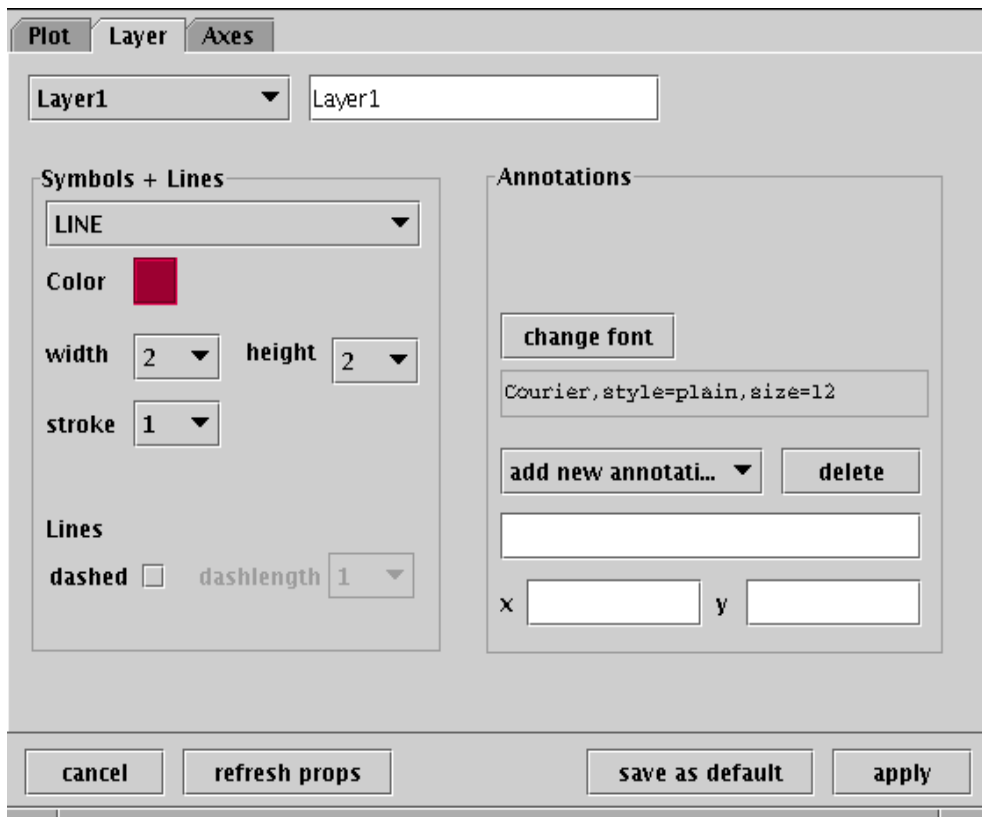 Plot Layer Axes
Layer1 Layer1
Symbols + Lines
LINE
Color
width 2 height 2
stroke 1
Lines
dashed dashlength 1
Annotations
change font
Courier,style=plain,size=12
add new annotati... delete
x y
cancel refresh props save as default apply